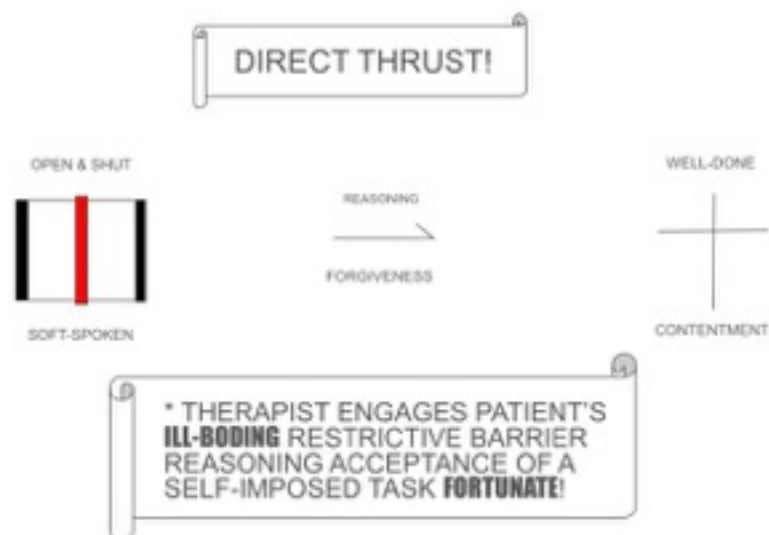 DIRECT THRUST!
OPEN & SHUT
SOFT-SPOKEN
REASONING
FORGIVENESS
WELL-DONE
CONTENTMENT
* THERAPIST ENGAGES PATIENT'S
ILL-BODING RESTRICTIVE BARRIER
REASONING ACCEPTANCE OF A
SELF-IMPOSED TASK FORTUNATE!